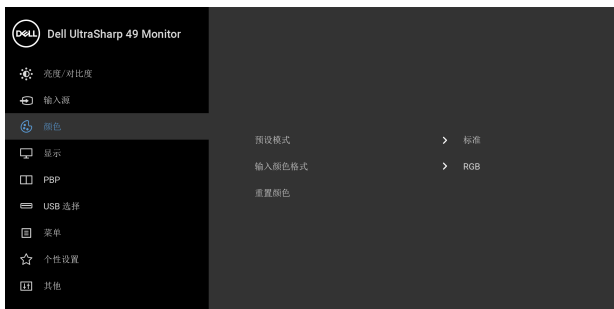 DELL Dell UltraSharp 49 Monitor
亮度/对比度
输入源
颜色
显示
PBP
USB 选择
菜单
个性设置
其他
预设模式 > 标准
输入颜色格式 > RGB
重置颜色